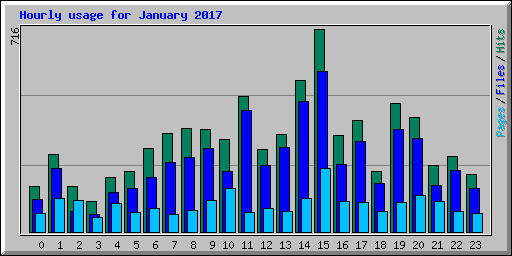 Hourly usage for January 2017
716
Pages / Files / Hits
0 1 2 3 4 5 6 7 8 9 10 11 12 13 14 15 16 17 18 19 20 21 22 23